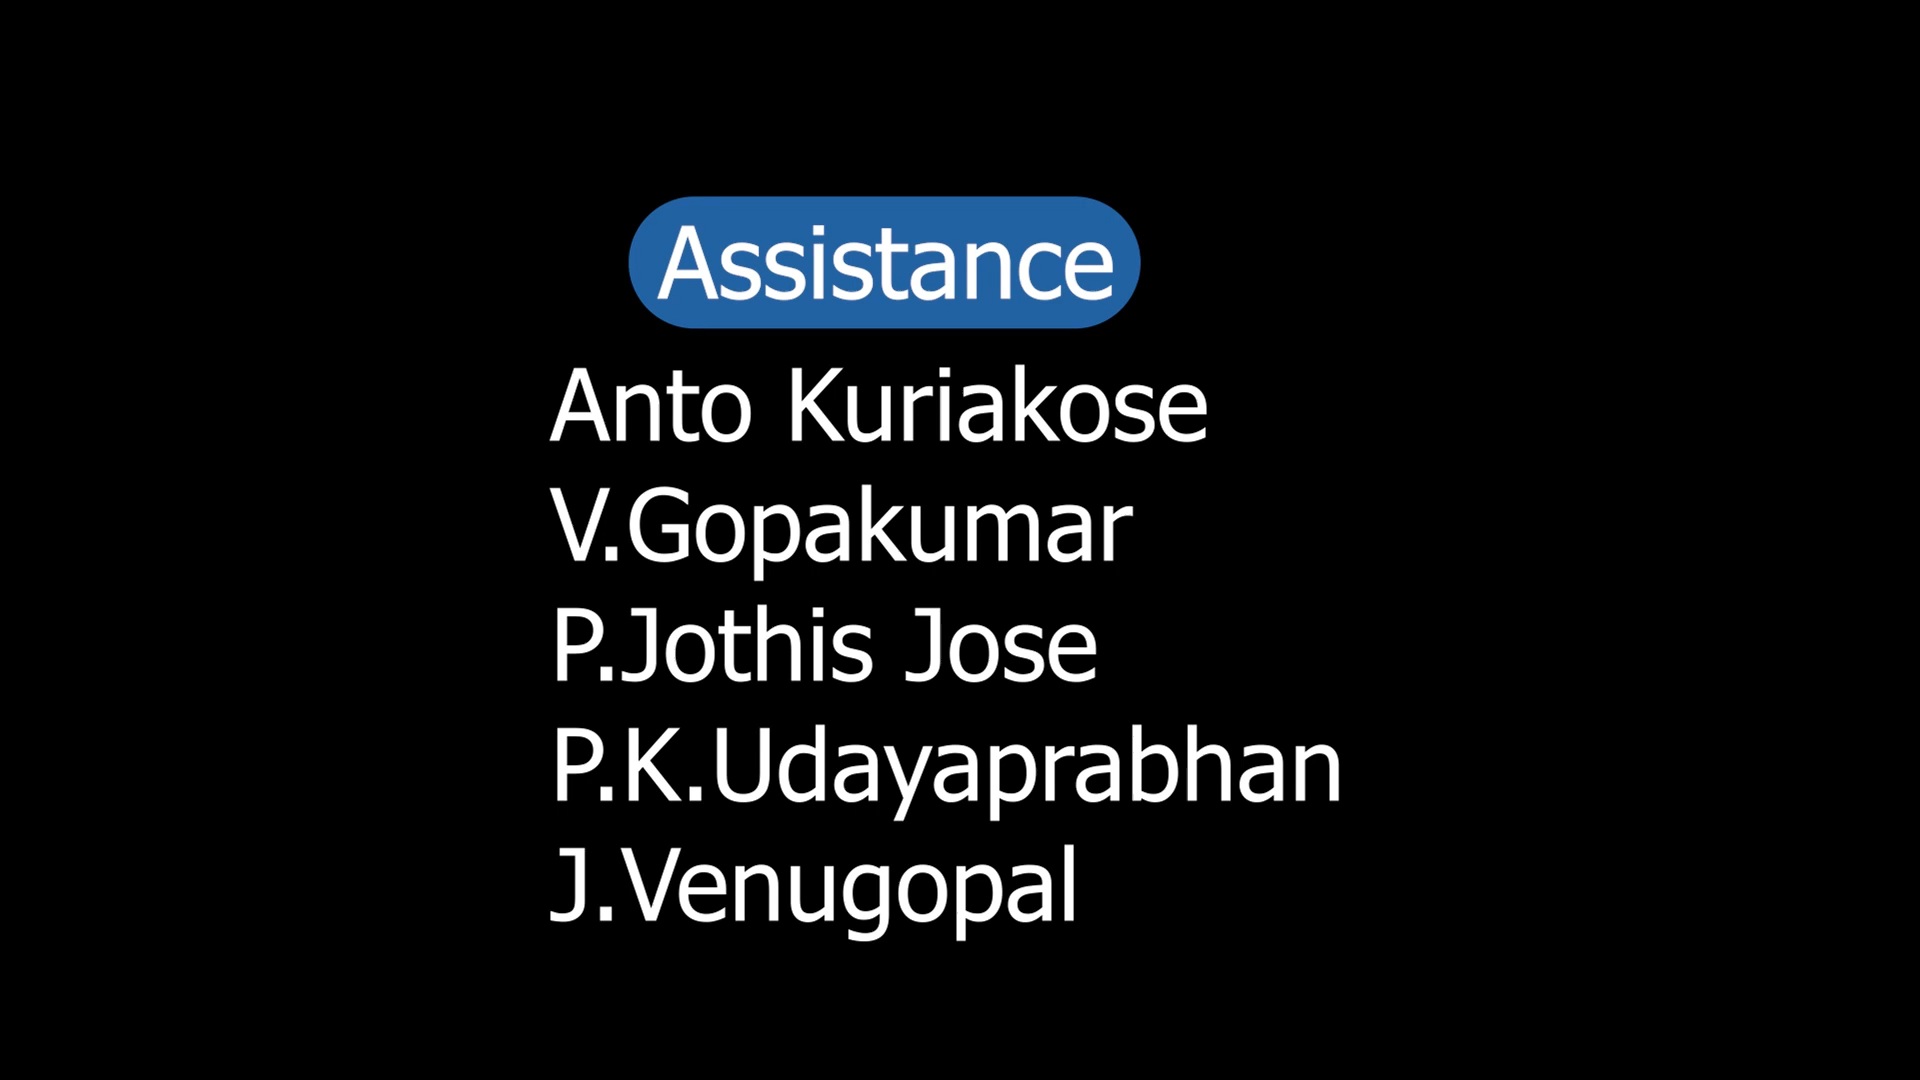 Assistance
Anto Kuriakose
V.Gopakumar
P.Jothis Jose
P.K.Udayaprabhan
J.Venugopal